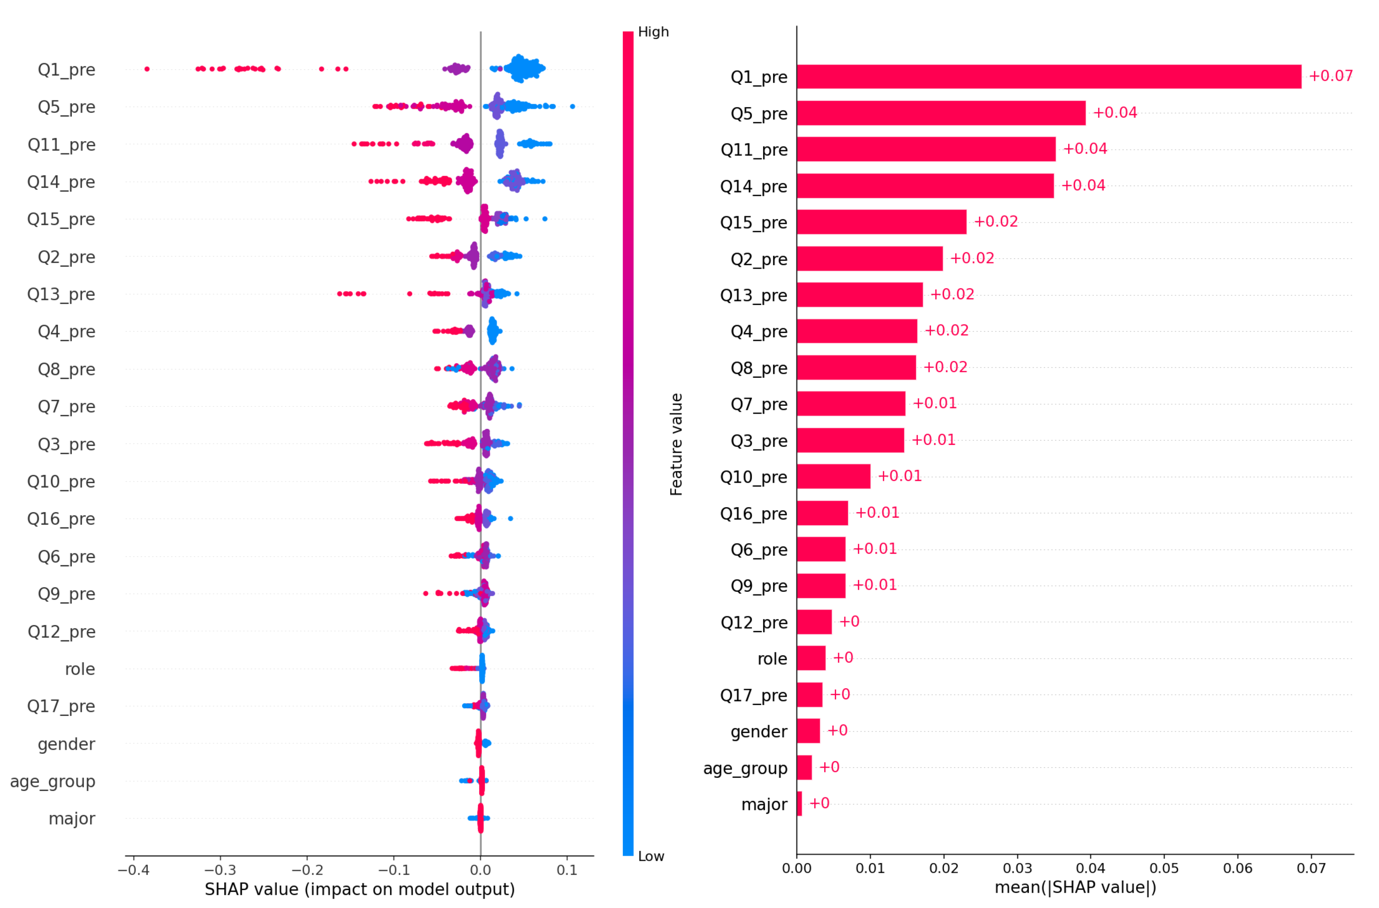 High
Q1_pre
Q5_pre
Q11_pre
Q14_pre
Q15_pre
Q2_pre
Q13_pre
Q4_pre
Q8_pre
Q7_pre
Q3_pre
Q10_pre
Q16_pre
Q6_pre
Q9_pre
Q12_pre
role
Q17_pre
gender
age_group
major
Low
Feature value
−0.4 −0.3 −0.2 −0.1 0.0 0.1
SHAP value (impact on model output)
Q1_pre +0.07
Q5_pre +0.04
Q11_pre +0.04
Q14_pre +0.04
Q15_pre +0.02
Q2_pre +0.02
Q13_pre +0.02
Q4_pre +0.02
Q8_pre +0.02
Q7_pre +0.01
Q3_pre +0.01
Q10_pre +0.01
Q16_pre +0.01
Q6_pre +0.01
Q9_pre +0.01
Q12_pre +0
role +0
Q17_pre +0
gender +0
age_group +0
major +0
0.00 0.01 0.02 0.03 0.04 0.05 0.06 0.07
mean(|SHAP value|)